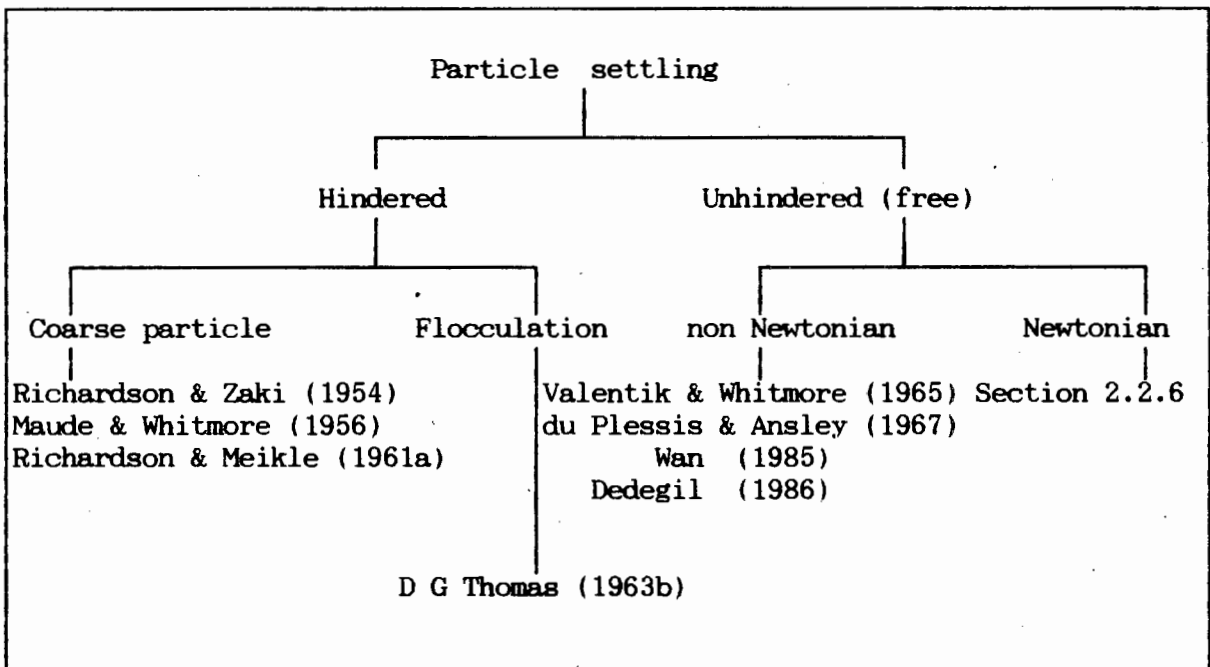 Particle settling
Hindered Unhindered (free)
Coarse particle Flocculation non Newtonian Newtonian
Richardson & Zaki (1954) Valentik & Whitmore (1965) Section 2.2.6
Maude & Whitmore (1956) du Plessis & Ansley (1967)
Richardson & Meikle (1961a) Wan (1985)
Dedegil (1986)
D G Thomas (1963b)